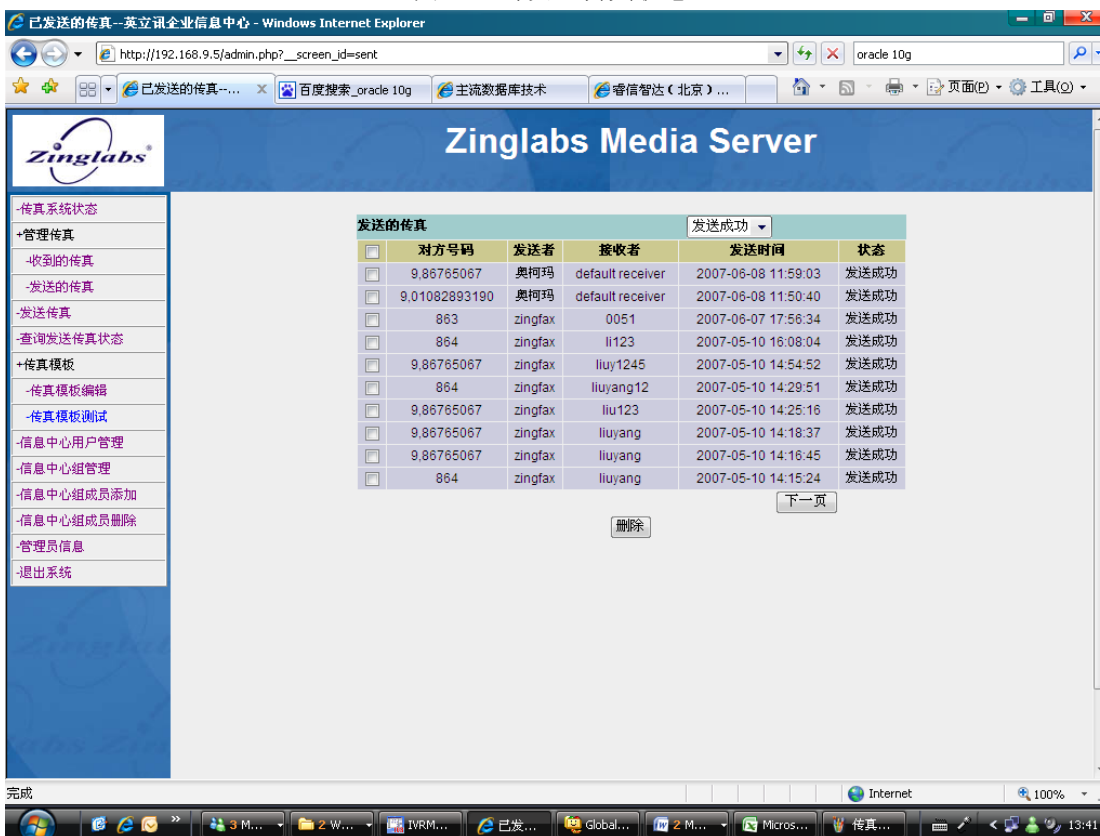 已发送的传真--英立讯企业信息中心 - Windows Internet Explorer
http://192.168.9.5/admin.php?__screen_id=sent
oracle 10g
已发送的传真--...
百度搜索_oracle 10g
主流数据库技术
睿信智达(北京)...
页面(P)
工具(O)
Zinglabs®
Zinglabs Media Server
-传真系统状态
+管理传真
-收到的传真
-发送的传真
-发送传真
-查询发送传真状态
+传真模板
-传真模板编辑
-传真模板测试
-信息中心用户管理
-信息中心组管理
-信息中心组成员添加
-信息中心组成员删除
-管理员信息
-退出系统
发送的传真 发送成功
对方号码 发送者 接收者 发送时间 状态
9,86765067 奥柯玛 default receiver 2007-06-08 11:59:03 发送成功
9,01082893190 奥柯玛 default receiver 2007-06-08 11:50:40 发送成功
863 zingfax 0051 2007-06-07 17:56:34 发送成功
864 zingfax li123 2007-05-10 16:08:04 发送成功
9,86765067 zingfax liuy1245 2007-05-10 14:54:52 发送成功
864 zingfax liuyang12 2007-05-10 14:29:51 发送成功
9,86765067 zingfax liu123 2007-05-10 14:25:16 发送成功
9,86765067 zingfax liuyang 2007-05-10 14:18:37 发送成功
9,86765067 zingfax liuyang 2007-05-10 14:16:45 发送成功
864 zingfax liuyang 2007-05-10 14:15:24 发送成功
下一页
删除
完成
Internet
100%
3 M...
2 W...
IVRM...
已发...
Global...
2 M...
Micros...
传真...
13:41